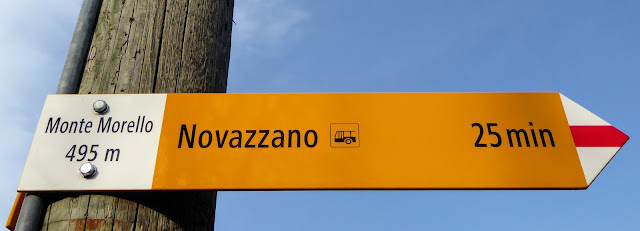 Monte Morello
495 m
Novazzano 25 min